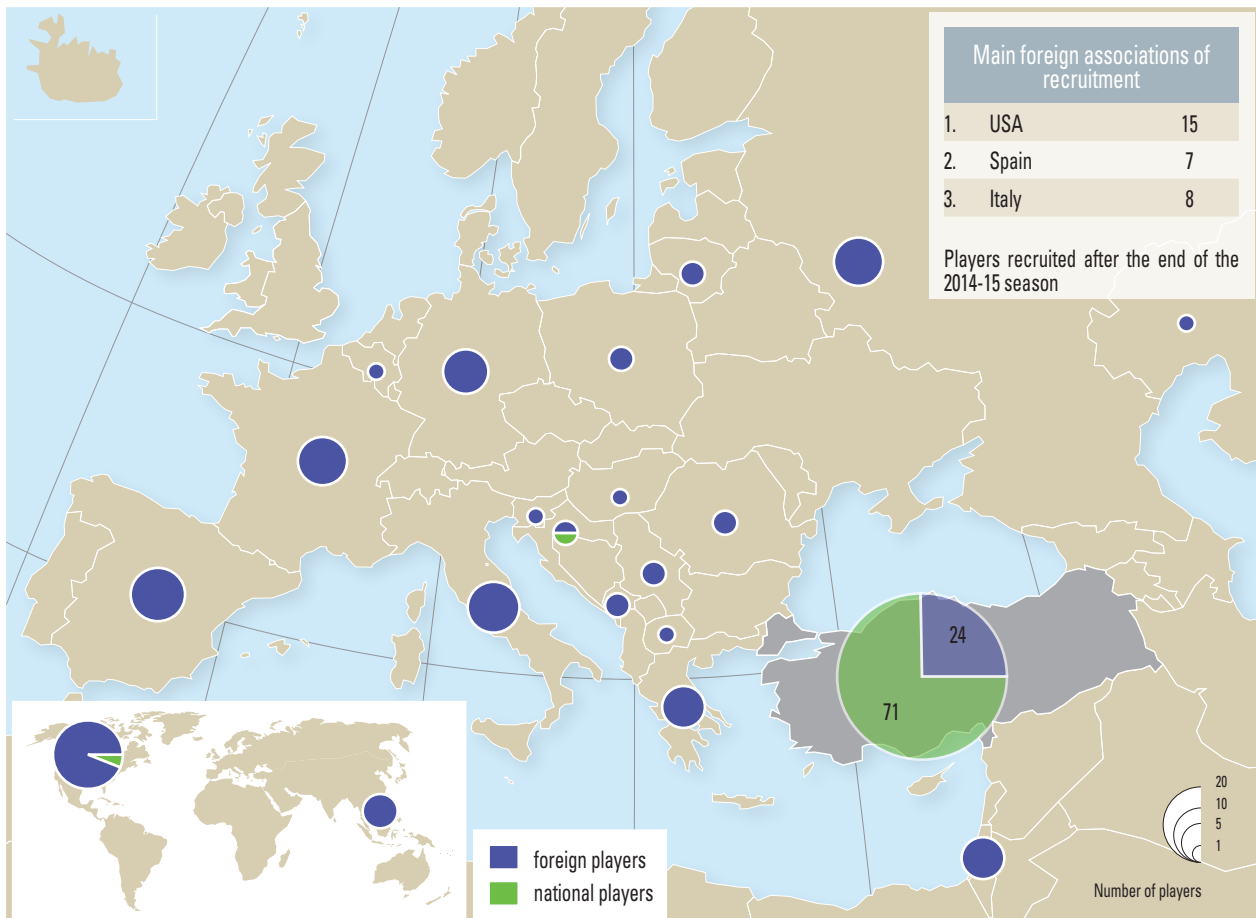 Main foreign associations of
recruitment
1. USA 15
2. Spain 7
3. Italy 8
Players recruited after the end of the
2014-15 season
24
71
20
10
5
1
Number of players
foreign players
national players